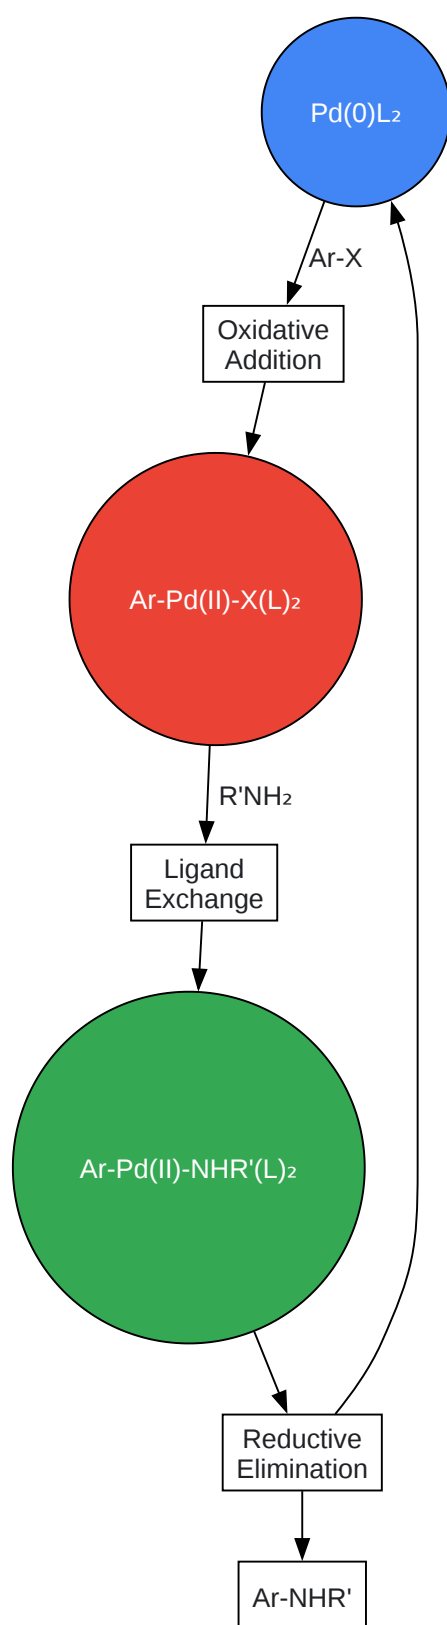 Pd(0)L₂
Ar-X
Oxidative
Addition
Ar-Pd(II)-X(L)₂
R'NH₂
Ligand
Exchange
Ar-Pd(II)-NHR'(L)₂
Reductive
Elimination
Ar-NHR'